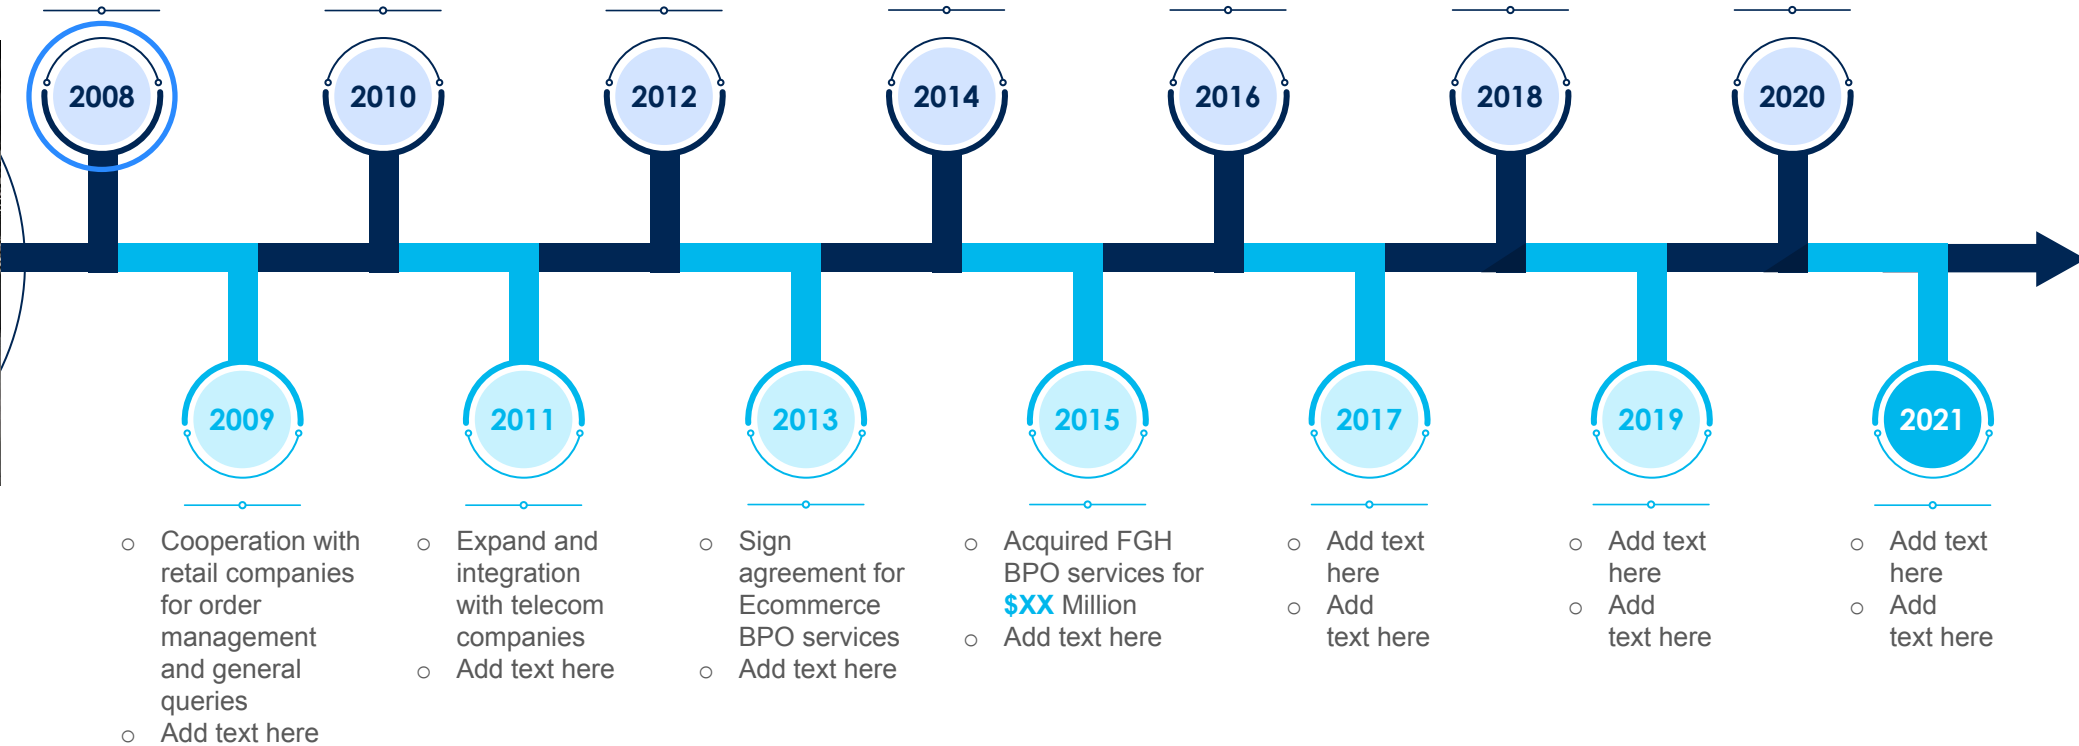 2008
2010
2012
2014
2016
2018
2020
2009
2011
2013
2015
2017
2019
2021
○ Cooperation with
retail companies
for order
management
and general
queries
○ Add text here
○ Expand and
integration
with telecom
companies
○ Add text here
○ Sign
agreement for
Ecommerce
BPO services
○ Add text here
○ Acquired FGH
BPO services for
$XX Million
○ Add text here
○ Add text
here
○ Add
text here
○ Add text
here
○ Add
text here
○ Add text
here
○ Add
text here